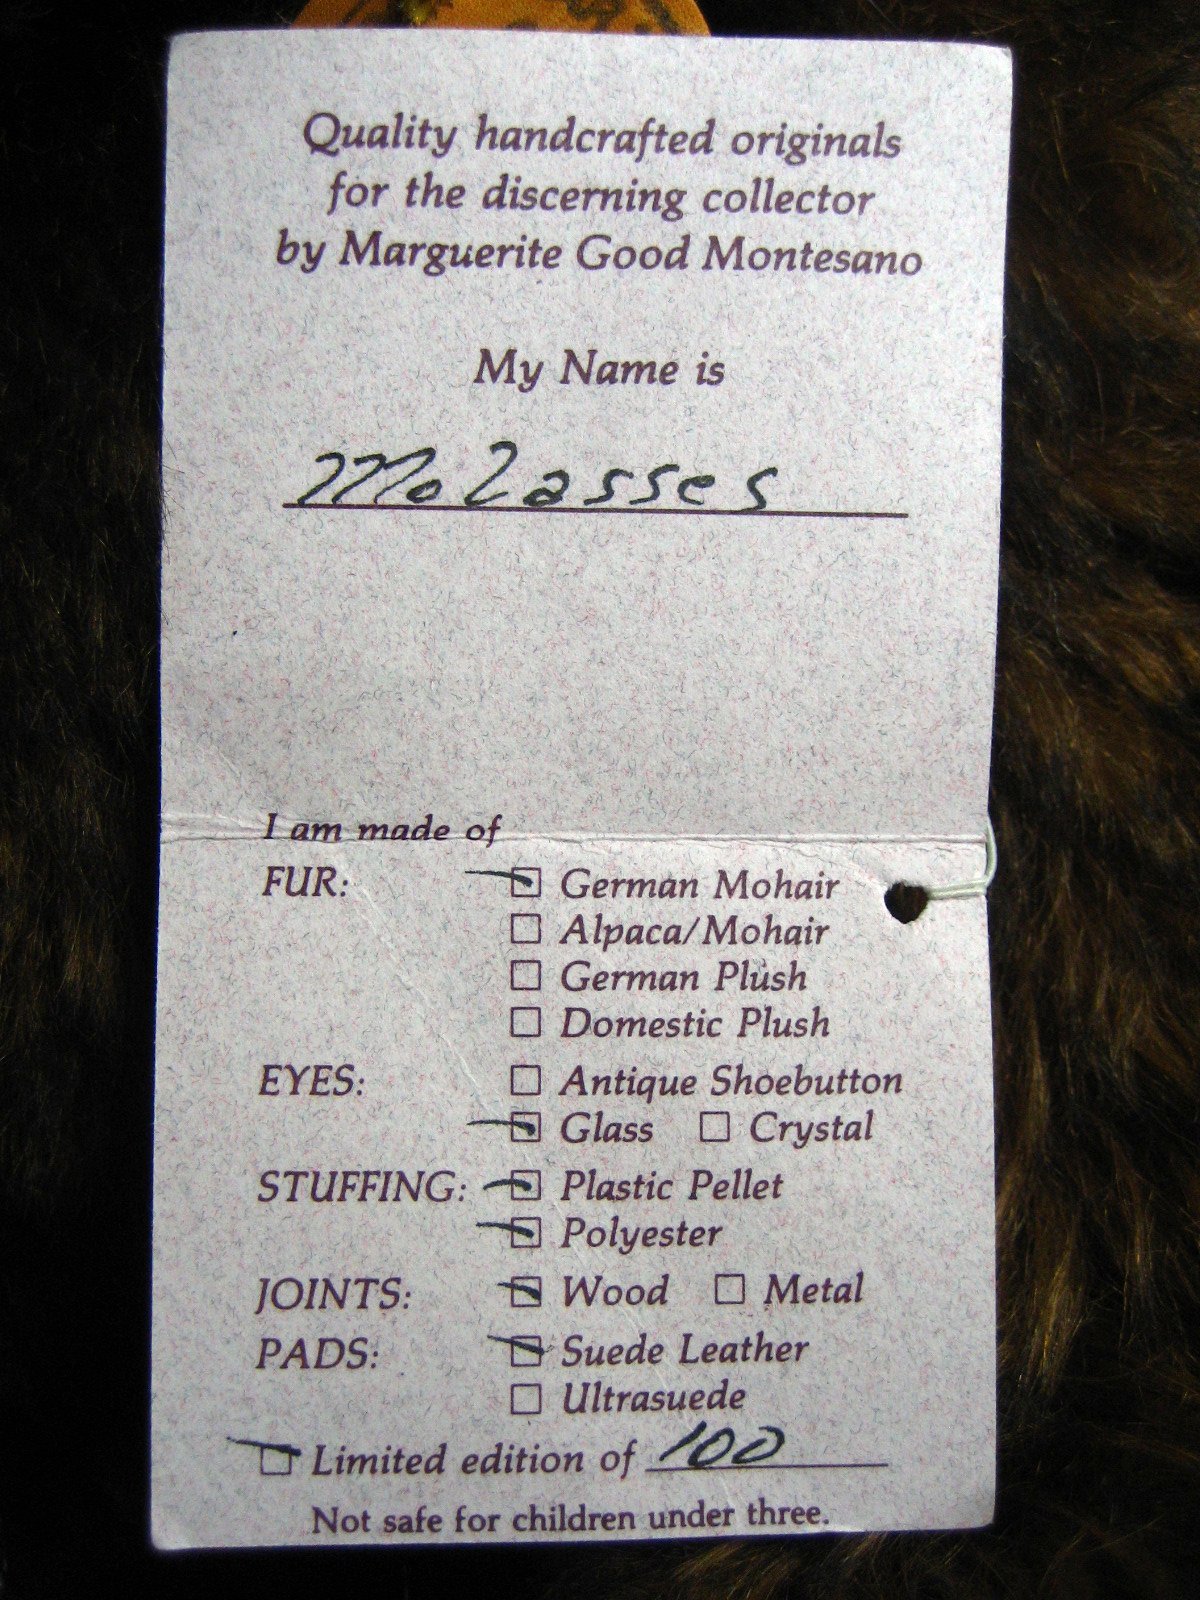 Quality handcrafted originals
for the discerning collector
by Marguerite Good Montesano
My Name is
Molasses
I am made of
FUR: German Mohair
Alpaca/Mohair
German Plush
Domestic Plush
EYES: Antique Shoebutton
Glass Crystal
STUFFING: Plastic Pellet
Polyester
JOINTS: Wood Metal
PADS: Suede Leather
Ultrasuede
Limited edition of 100
Not safe for children under three.